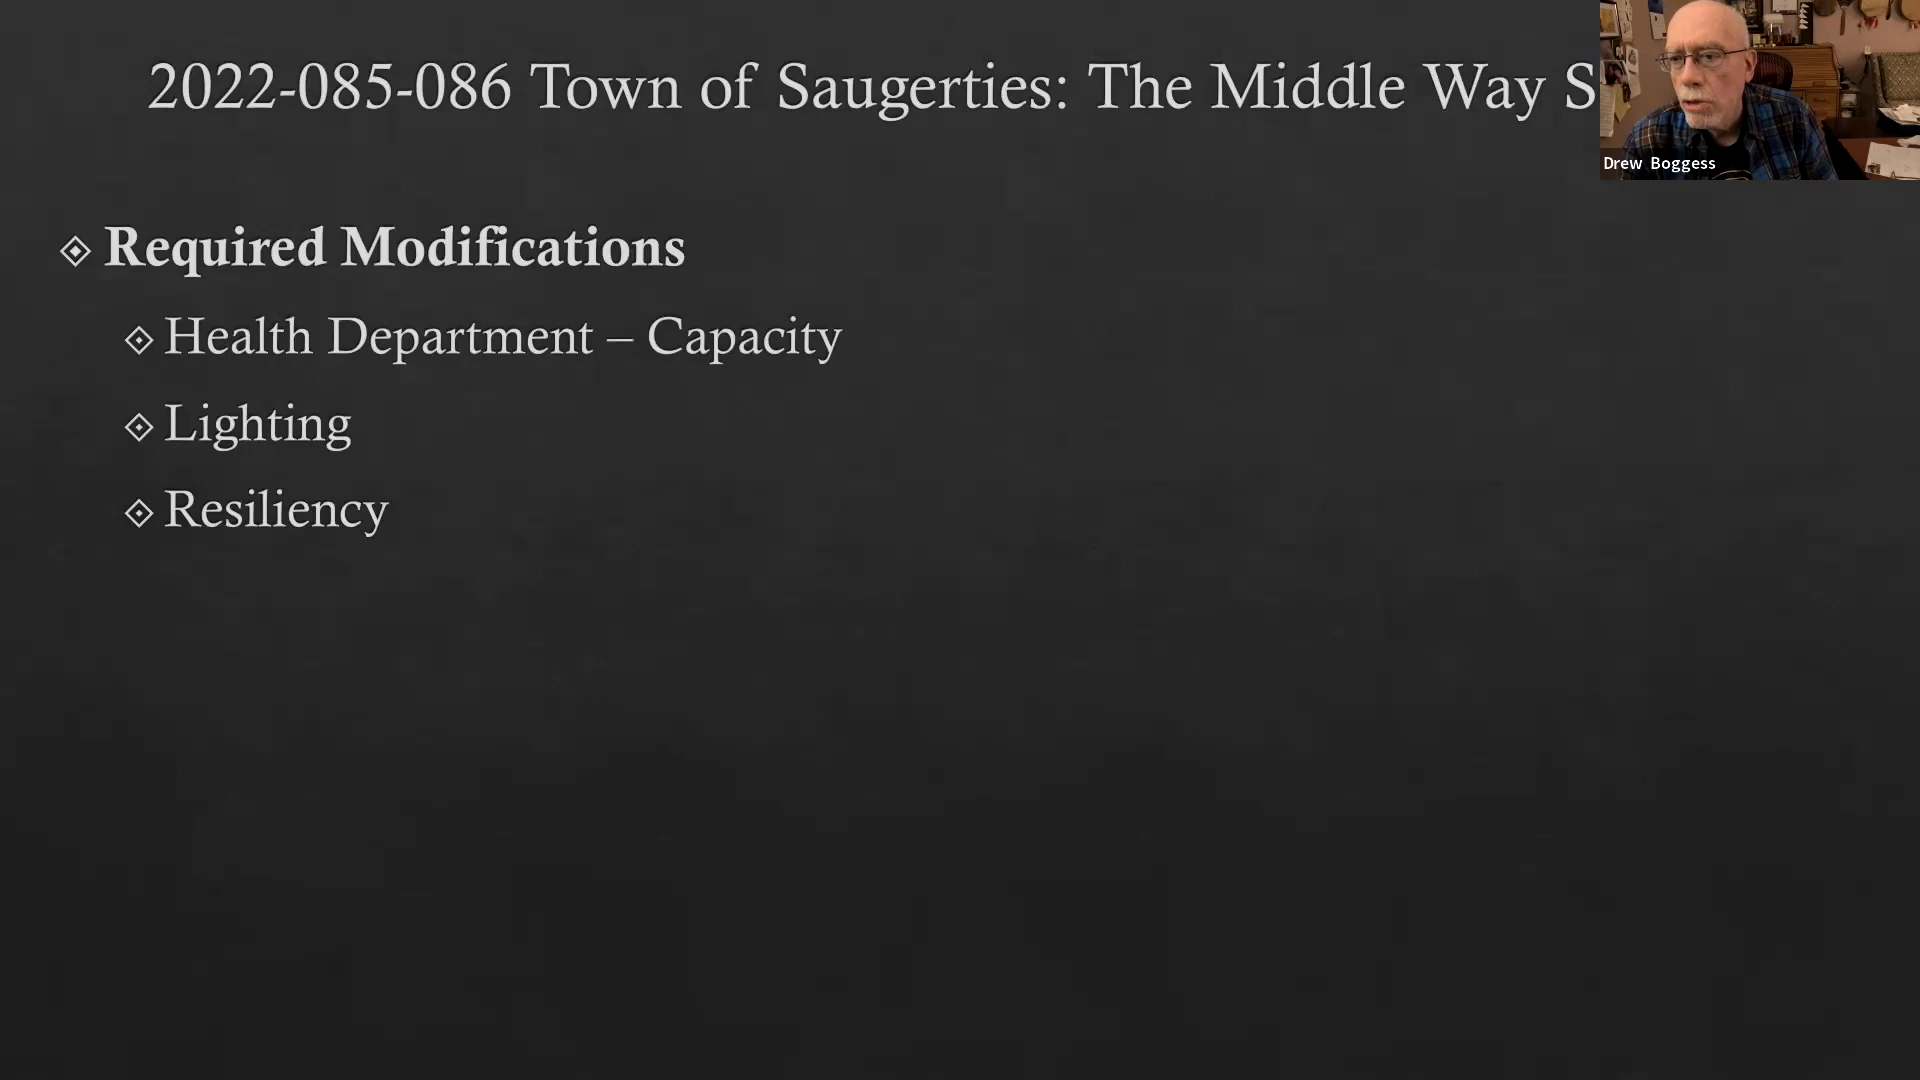 2022-085-086 Town of Saugerties: The Middle Way S
Drew Boggess
Required Modifications
Health Department – Capacity
Lighting
Resiliency